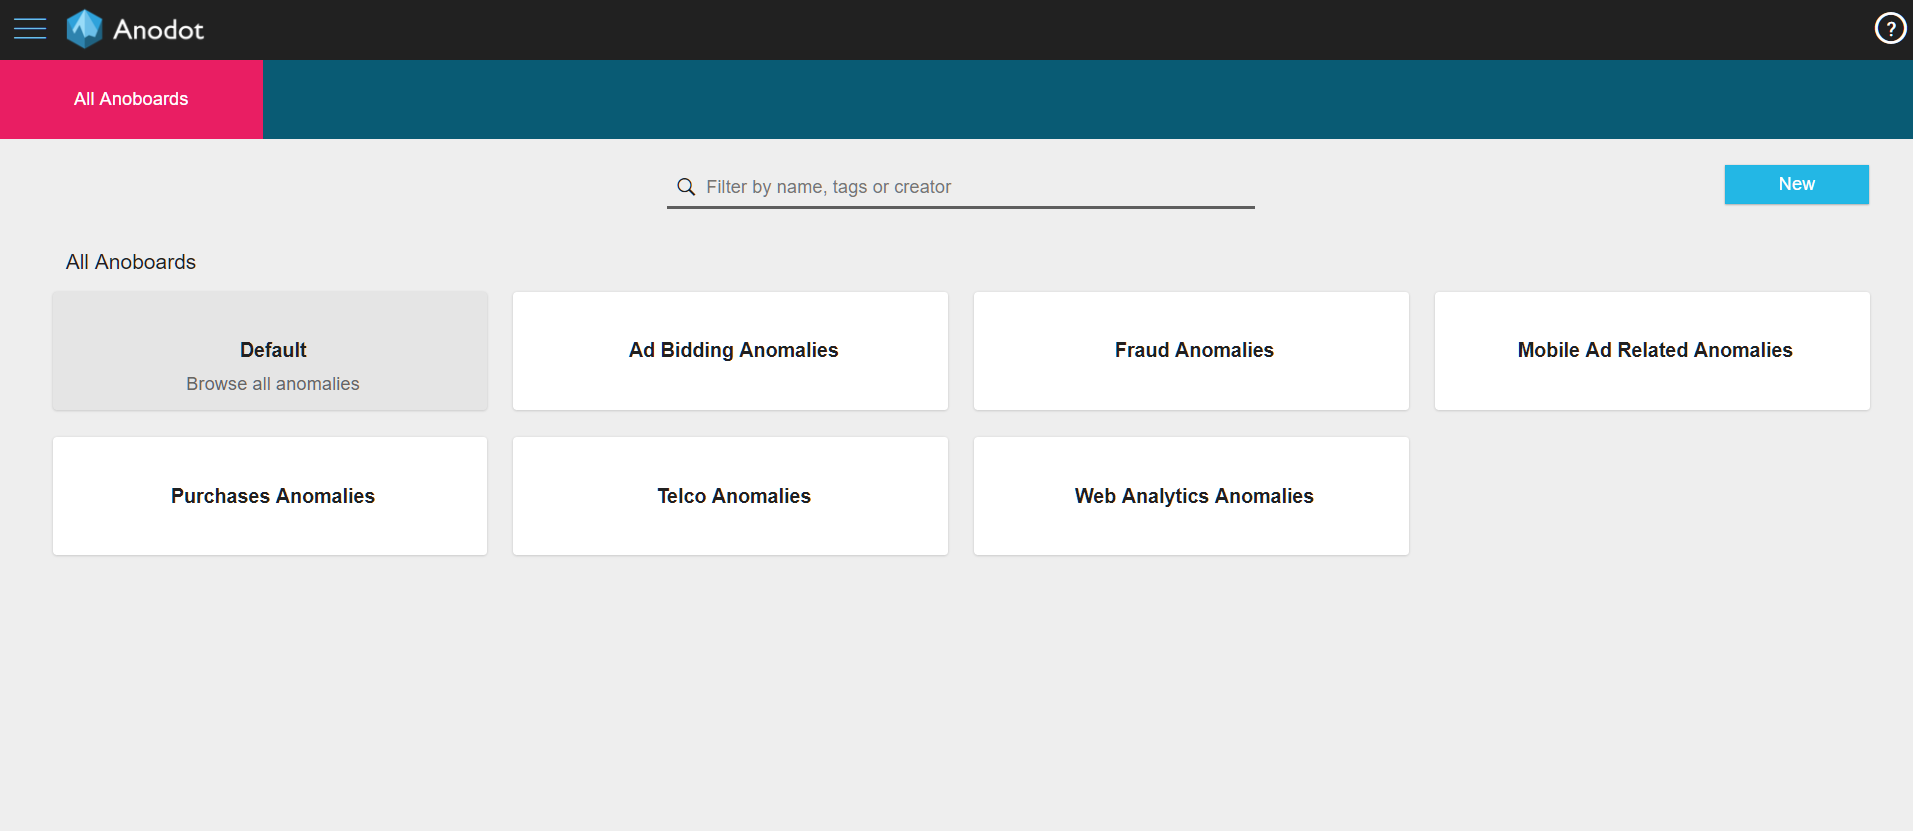 Anodot
?
All Anoboards
Filter by name, tags or creator
New
All Anoboards
Default
Browse all anomalies
Ad Bidding Anomalies
Fraud Anomalies
Mobile Ad Related Anomalies
Purchases Anomalies
Telco Anomalies
Web Analytics Anomalies